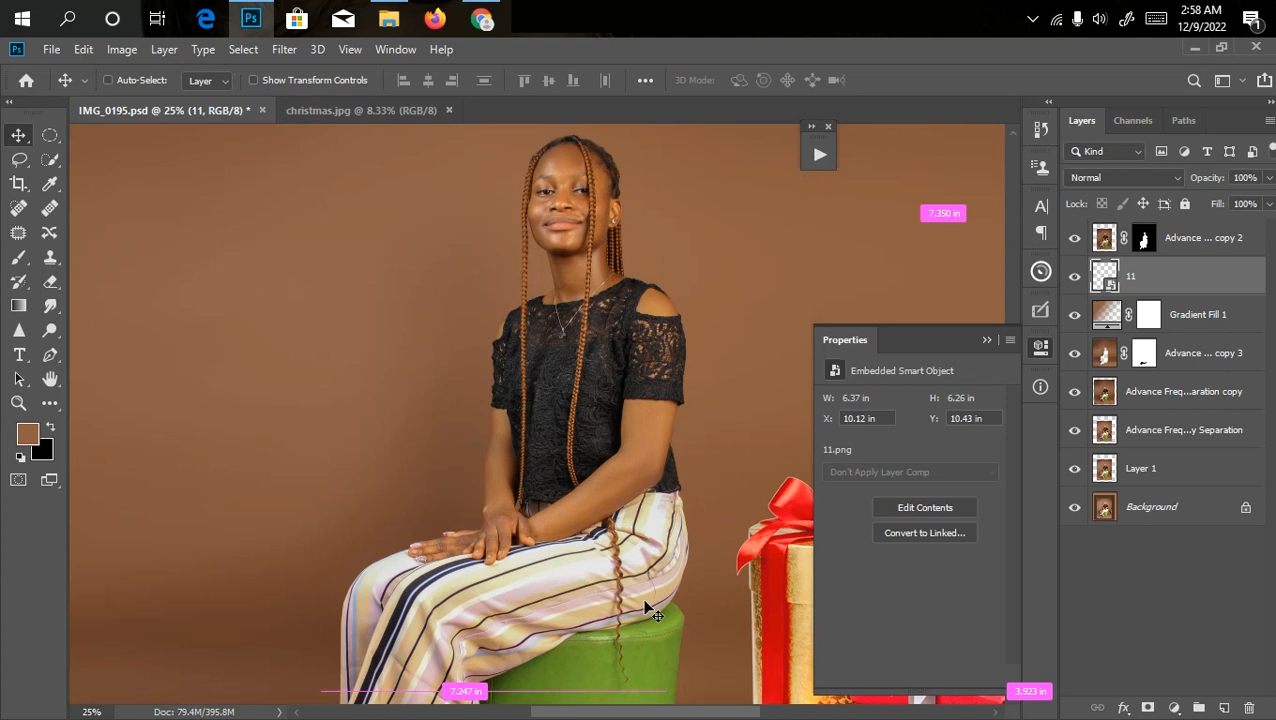 2:58 AM
12/9/2022
1
Ps
File Edit Image Layer Type Select Filter 3D View Window Help
Auto-Select: Layer Show Transform Controls 3D Mode:
IMG_0195.psd @ 25% (11, RGB/8) * christmas.jpg @ 8.33% (RGB/8)
Layers Channels Paths
Kind
Normal Opacity: 100%
Lock: Fill: 100%
Advance ... copy 2
11
Gradient Fill 1
Advance ... copy 3
Advance Freq...aration copy
Advance Freq...y Separation
Layer 1
Background
7.350 in
Properties
Embedded Smart Object
W: 6.37 in H: 6.26 in
X: 10.12 in Y: 10.43 in
11.png
Don't Apply Layer Comp
Edit Contents
Convert to Linked...
7.247 in
3.923 in
25% Doc: 79.4M/395.8M